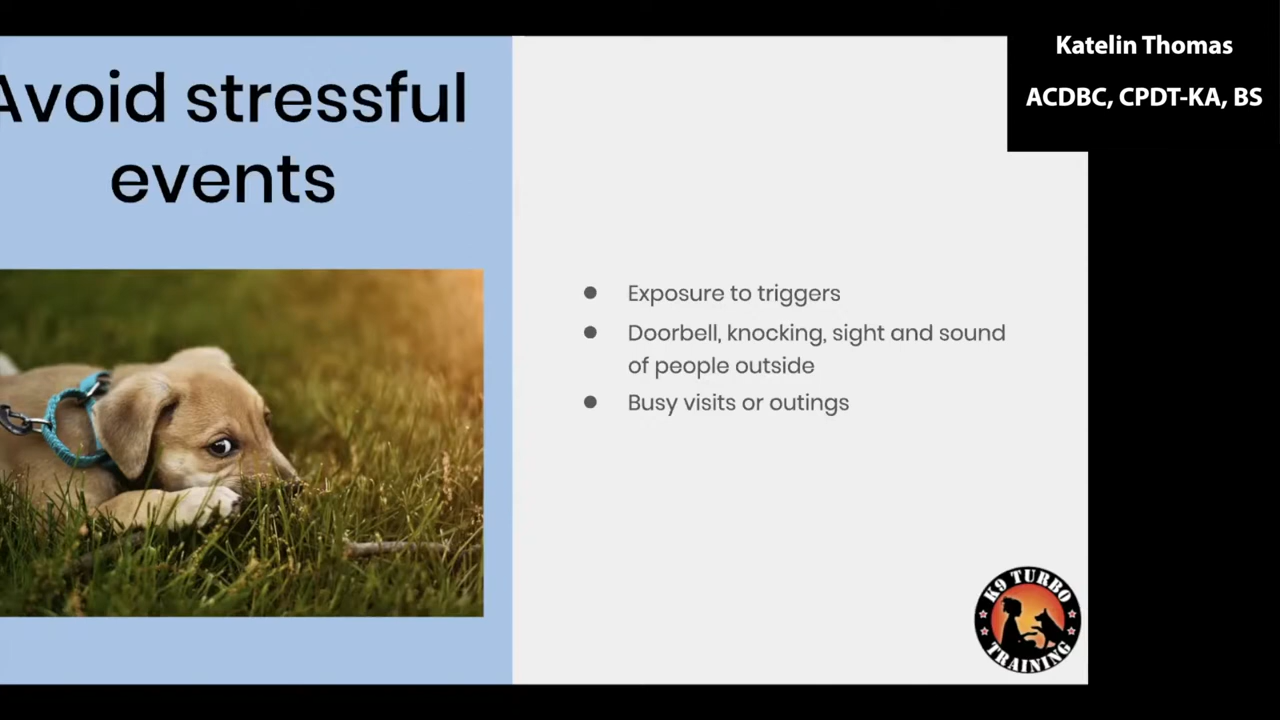 Avoid stressful
events
Katelin Thomas
ACDBC, CPDT-KA, BS
Exposure to triggers
Doorbell, knocking, sight and sound
of people outside
Busy visits or outings
K9 TURBO
TRAINING